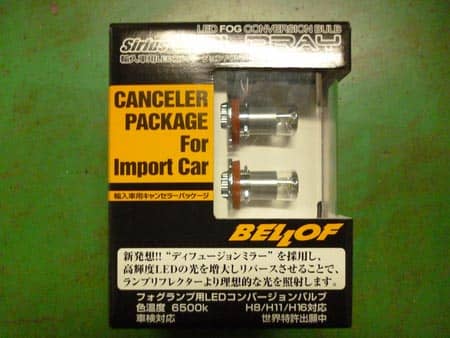 LED FOG CONVERSION BULB
Sirius
CANCELER
PACKAGE
For
Import Car
輸入車用キャンセラーパッケージ
BELLOF
新発想!! “ディフュージョンミラー” を採用し、
高輝度LEDの光を増大しリバースさせることで、
ランプリフレクターより理想的な光を照射します。
フォグランプ用LEDコンバージョンバルブ
色温度 6500k
H8/H11/H16対応
車検対応
世界特許出願中